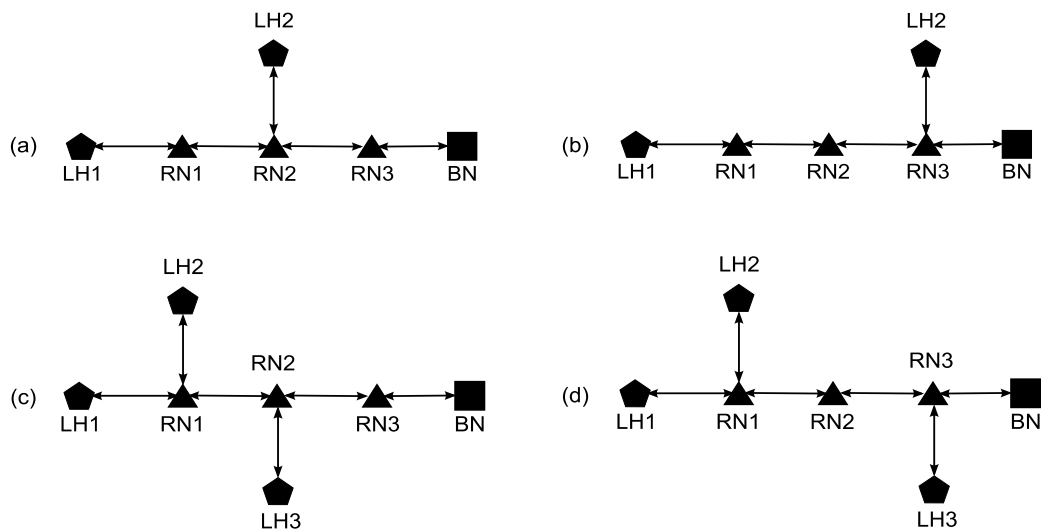 LH2
(a)
LH1 RN1 RN2 RN3 BN
LH2
(b)
LH1 RN1 RN2 RN3 BN
LH2
RN2
(c)
LH1 RN1 RN3 BN
LH3
LH2
RN3
(d)
LH1 RN1 RN2 BN
LH3